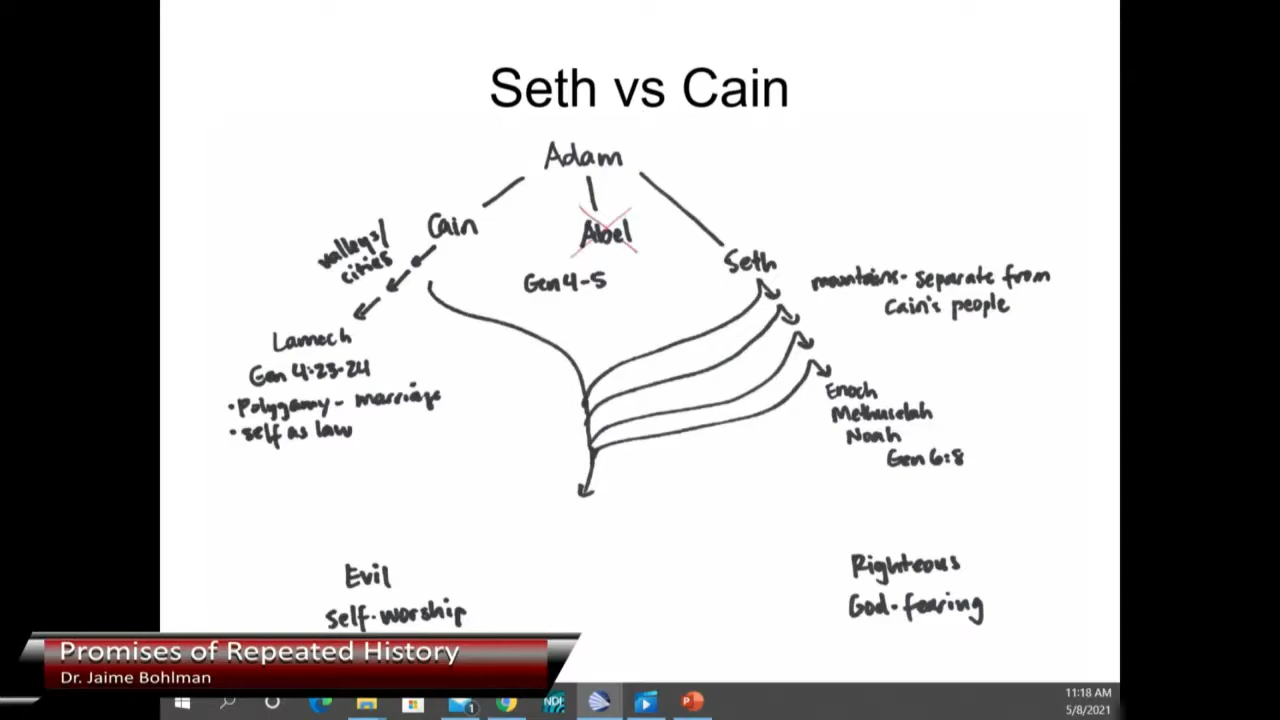 Seth vs Cain
Adam
Cain
Abel
Seth
valleys/
cities
Gen 4-5
mountains- separate from
Cain's people
Lamech
Gen 4:23-24
•Polygamy- marriage
•self as law
Enoch
Methuselah
Noah
Gen 6:8
Evil
self-worship
Righteous
God-fearing
Promises of Repeated History
Dr. Jaime Bohlman
NDI
1
11:18 AM
5/8/2021